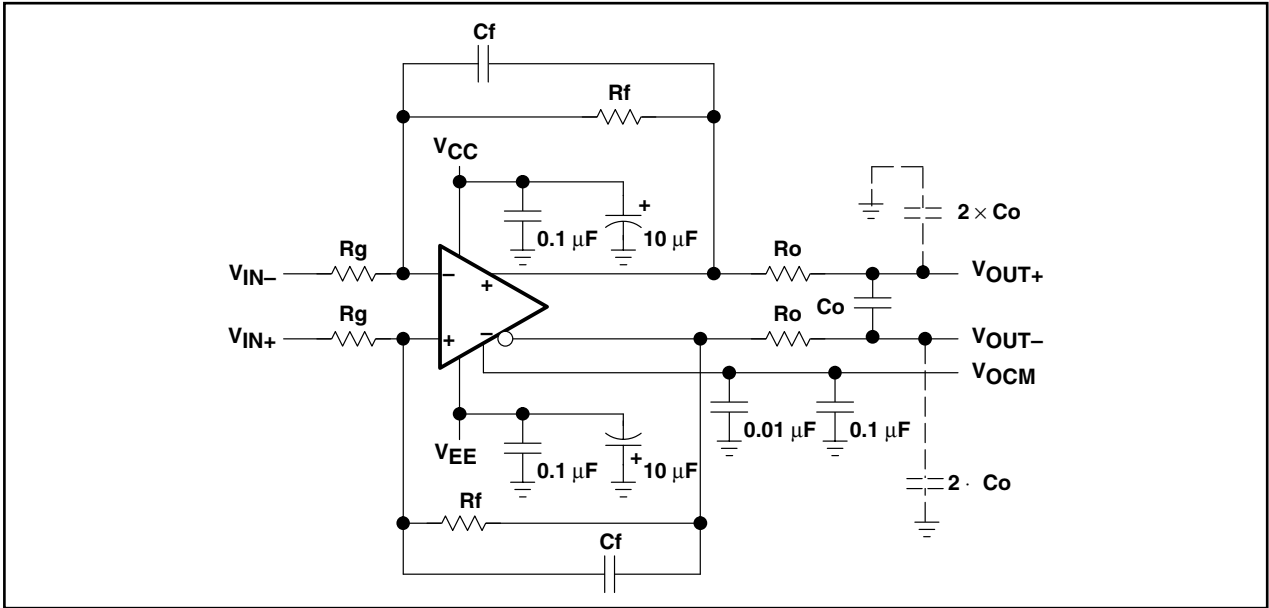 Cf
Rf
VCC
+
0.1 μF
10 μF
2 × Co
Rg
VIN−
−
+
Ro
VOUT+
Co
Rg
VIN+
+
−
Ro
VOUT−
VOCM
0.01 μF
0.1 μF
VEE
0.1 μF
+
10 μF
2 · Co
Rf
Cf